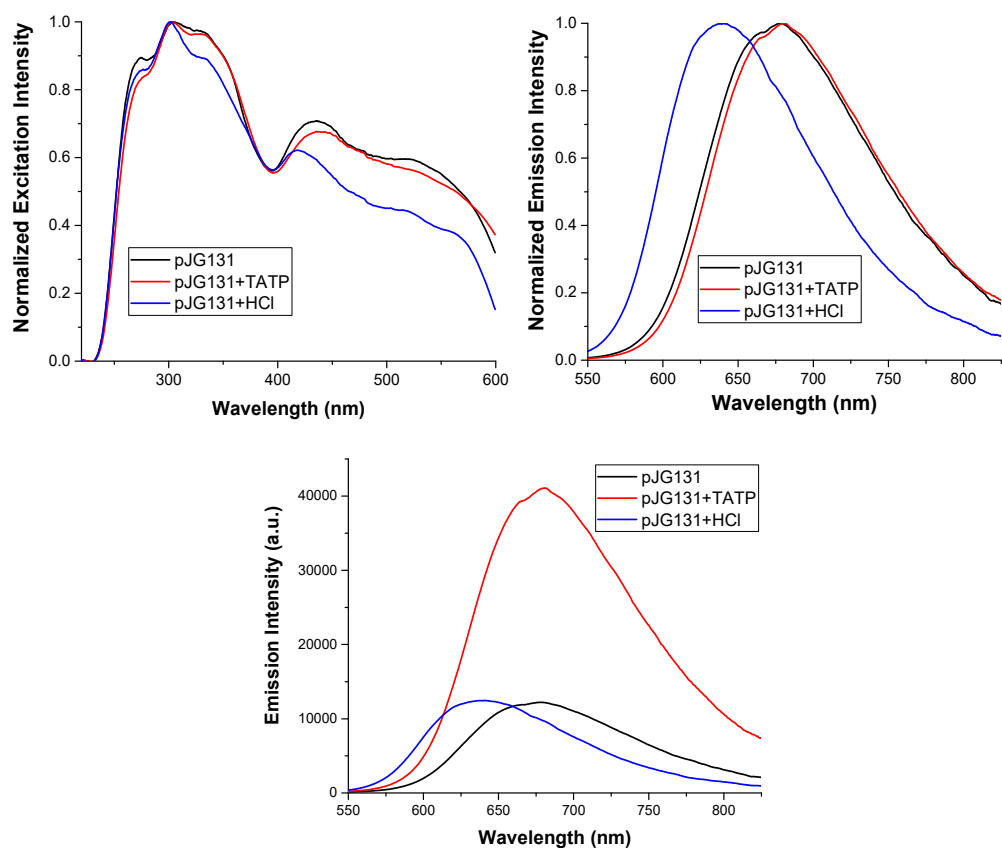 Normalized Excitation Intensity
1.0
0.8
0.6
0.4
0.2
0.0
pJG131
pJG131+TATP
pJG131+HCl
300
400
500
600
Wavelength (nm)
Normalized Emission Intensity
1.0
0.8
0.6
0.4
0.2
0.0
pJG131
pJG131+TATP
pJG131+HCl
550
600
650
700
750
800
Wavelength (nm)
Emission Intensity (a.u.)
40000
30000
20000
10000
0
pJG131
pJG131+TATP
pJG131+HCl
550
600
650
700
750
800
Wavelength (nm)